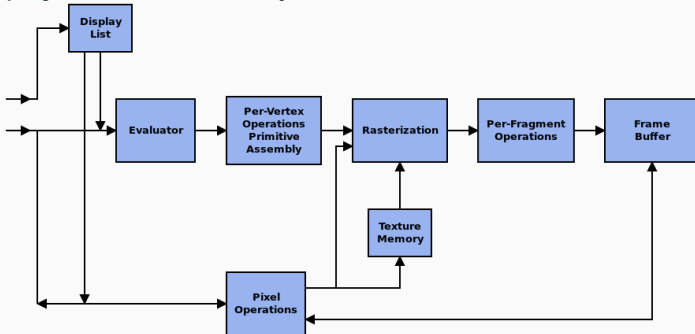 Display
List
Evaluator
Per-Vertex
Operations
Primitive
Assembly
Rasterization
Per-Fragment
Operations
Frame
Buffer
Texture
Memory
Pixel
Operations